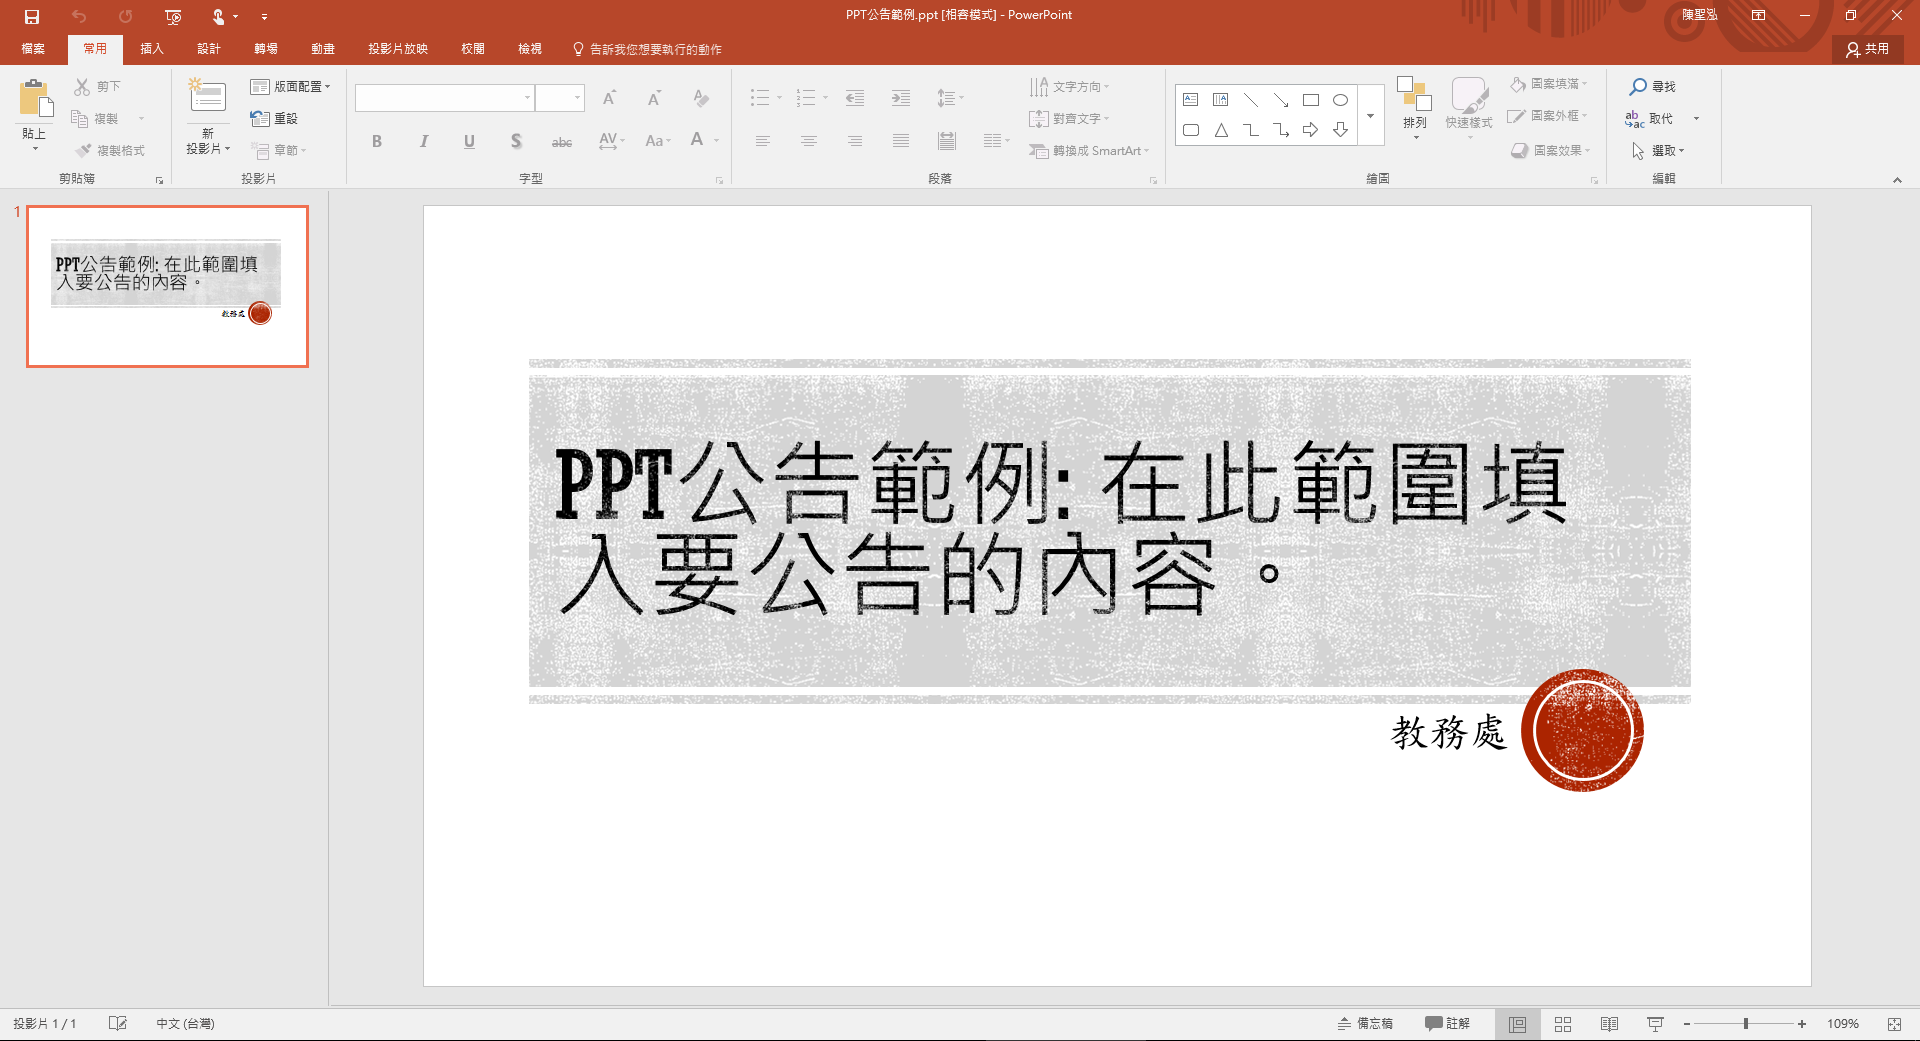 PPT公告範例.ppt [相容模式] - PowerPoint
陳聖泓
檔案 常用 插入 設計 轉場 動畫 投影片放映 校閱 檢視 告訴我您想要執行的動作 共用
貼上
剪下
複製
複製格式
剪貼簿
新
投影片
版面配置
重設
章節
投影片
B I U S abc AV Aa A
字型
文字方向
對齊文字
轉換成 SmartArt
段落
排列
快速樣式
圖案填滿
圖案外框
圖案效果
繪圖
尋找
取代
選取
編輯
1
PPT公告範例: 在此範圍填
入要公告的內容。
教務處
PPT公告範例: 在此範圍填
入要公告的內容。
教務處
投影片 1 / 1 中文 (台灣) 備忘稿 註解 109%